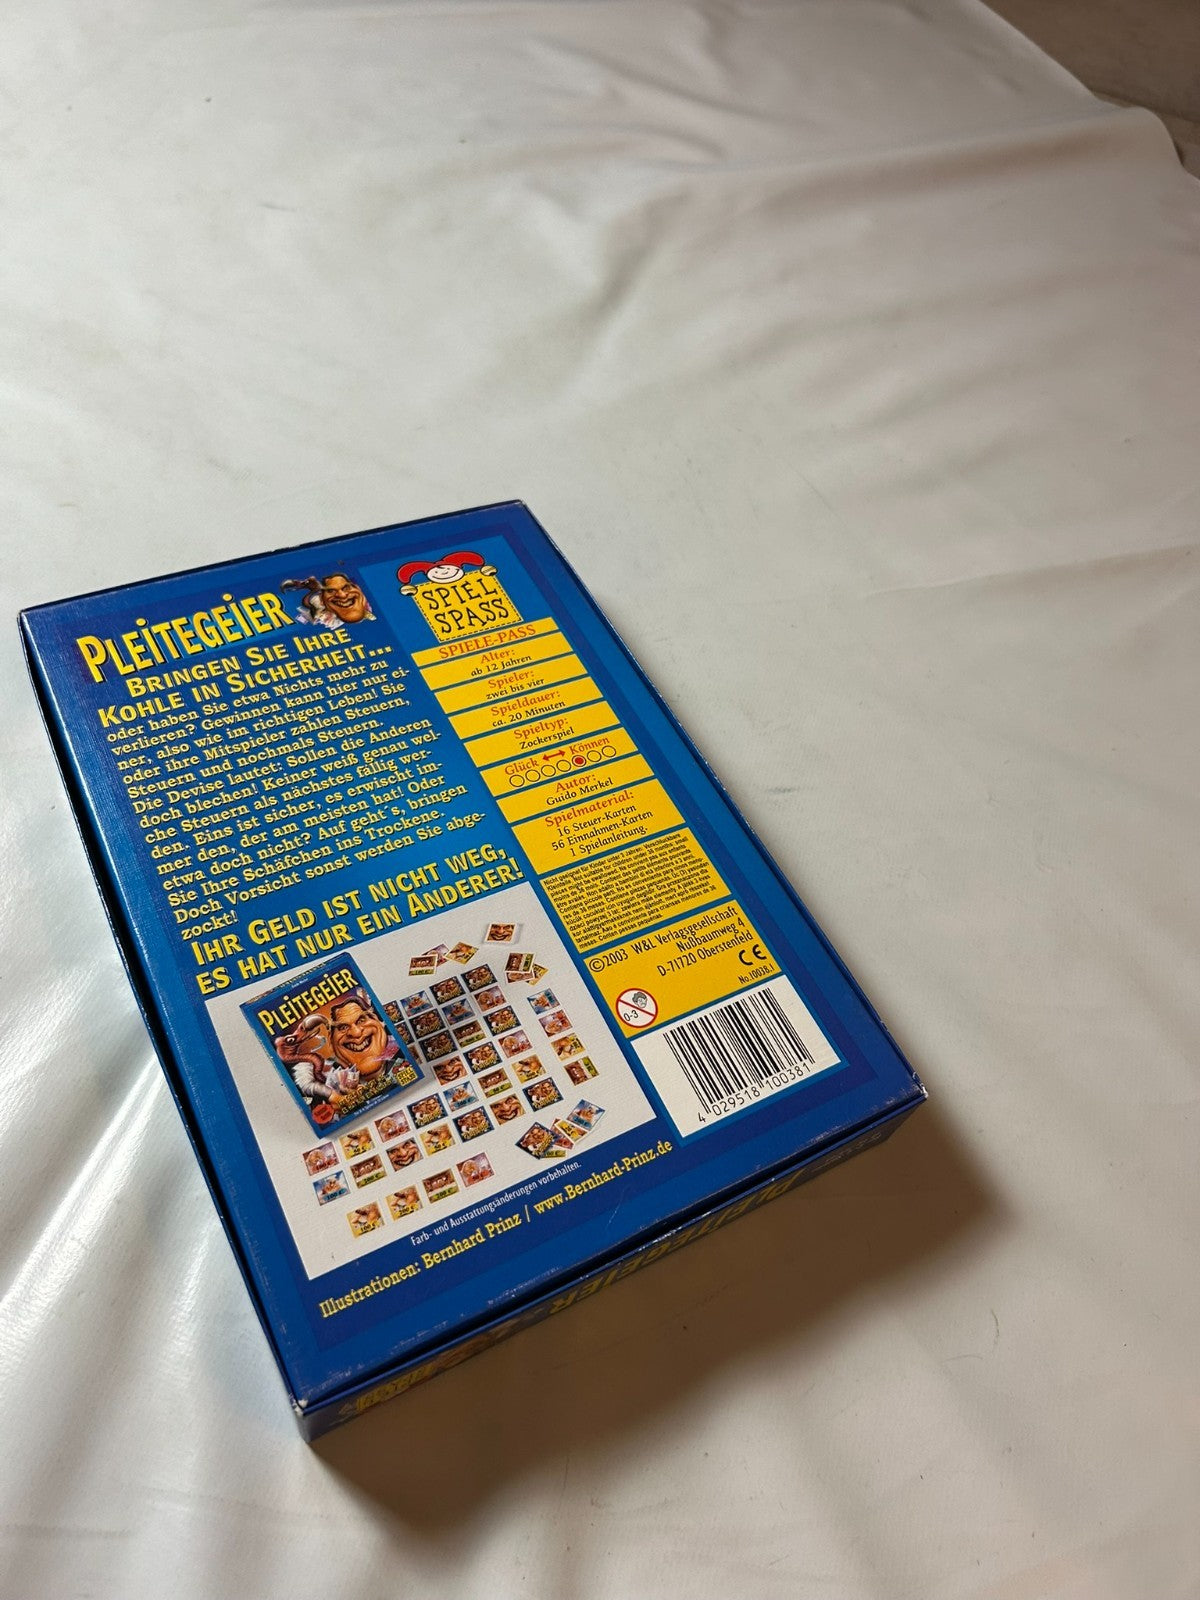 PLEITEGEIER
BRINGEN SIE IHRE
KOHLE IN SICHERHEIT...
oder haben Sie etwa Nichts mehr zu
verlieren? Gewinnen kann hier nur ei-
ner, also wie im richtigen Leben! Sie
oder ihre Mitspieler zahlen Steuern,
Steuern und nochmals Steuern.
Die Devise lautet: Sollen die Anderen
doch blechen! Keiner weiß genau wel-
che Steuern als nächstes fällig wer-
den. Eins ist sicher, es erwischt im-
mer den, der am meisten hat! Oder
etwa doch nicht? Auf geht´s, bringen
Sie Ihre Schäfchen ins Trockene.
Doch Vorsicht sonst werden Sie abge-
zockt!
IHR GELD IST NICHT WEG,
ES HAT NUR EIN ANDERER!
PLEITEGEIER
Farb- und Ausstattungsänderungen vorbehalten.
Illustrationen: Bernhard Prinz / www.Bernhard-Prinz.de
SPIEL
SPASS
SPIELE-PASS
Alter:
ab 12 Jahren
Spieler:
zwei bis vier
Spieldauer:
ca. 20 Minuten
Spieltyp:
Zockerspiel
Glück ↔ Können
Autor:
Guido Merkel
Spielmaterial:
16 Steuer-Karten
56 Einnahmen-Karten
1 Spielanleitung.
©2003 W&L Verlagsgesellschaft
Nußbaumweg 4
D-71720 Oberstenfeld
CE
No.10038.1
0-3
4 029518 100381
PLEITEGEIER